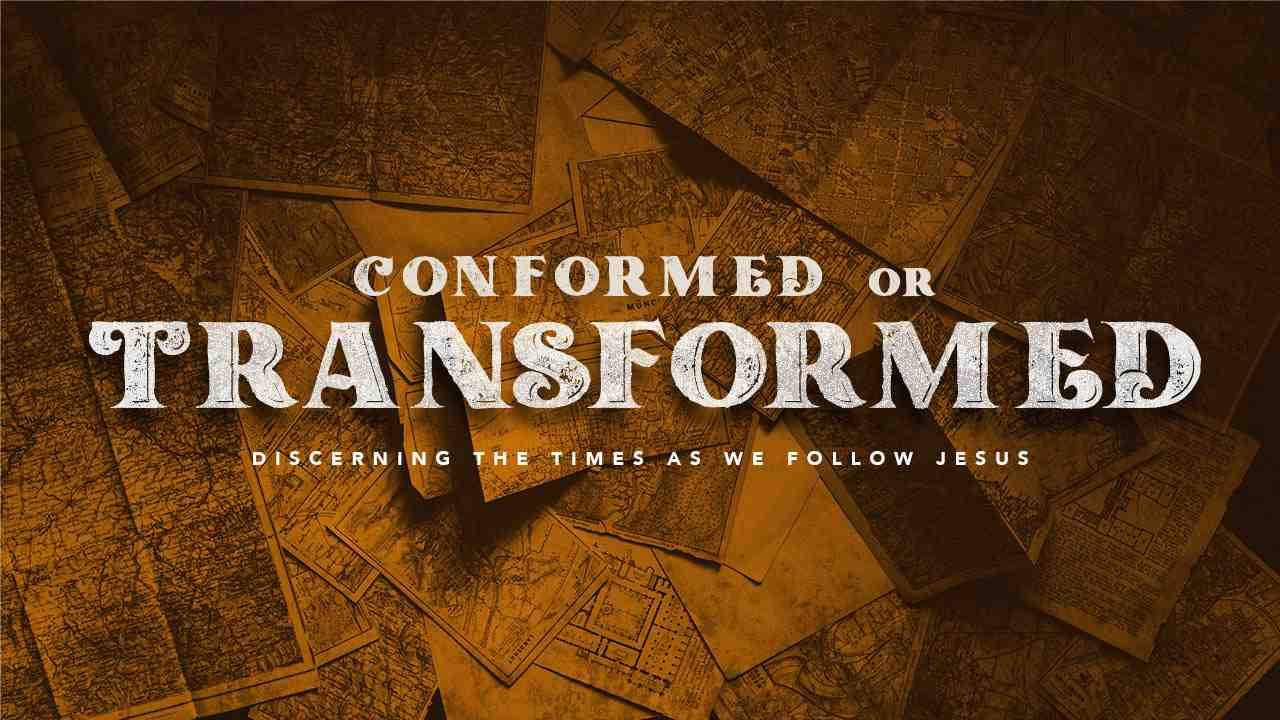 CONFORMED OR
TRANSFORMED
DISCERNING THE TIMES AS WE FOLLOW JESUS